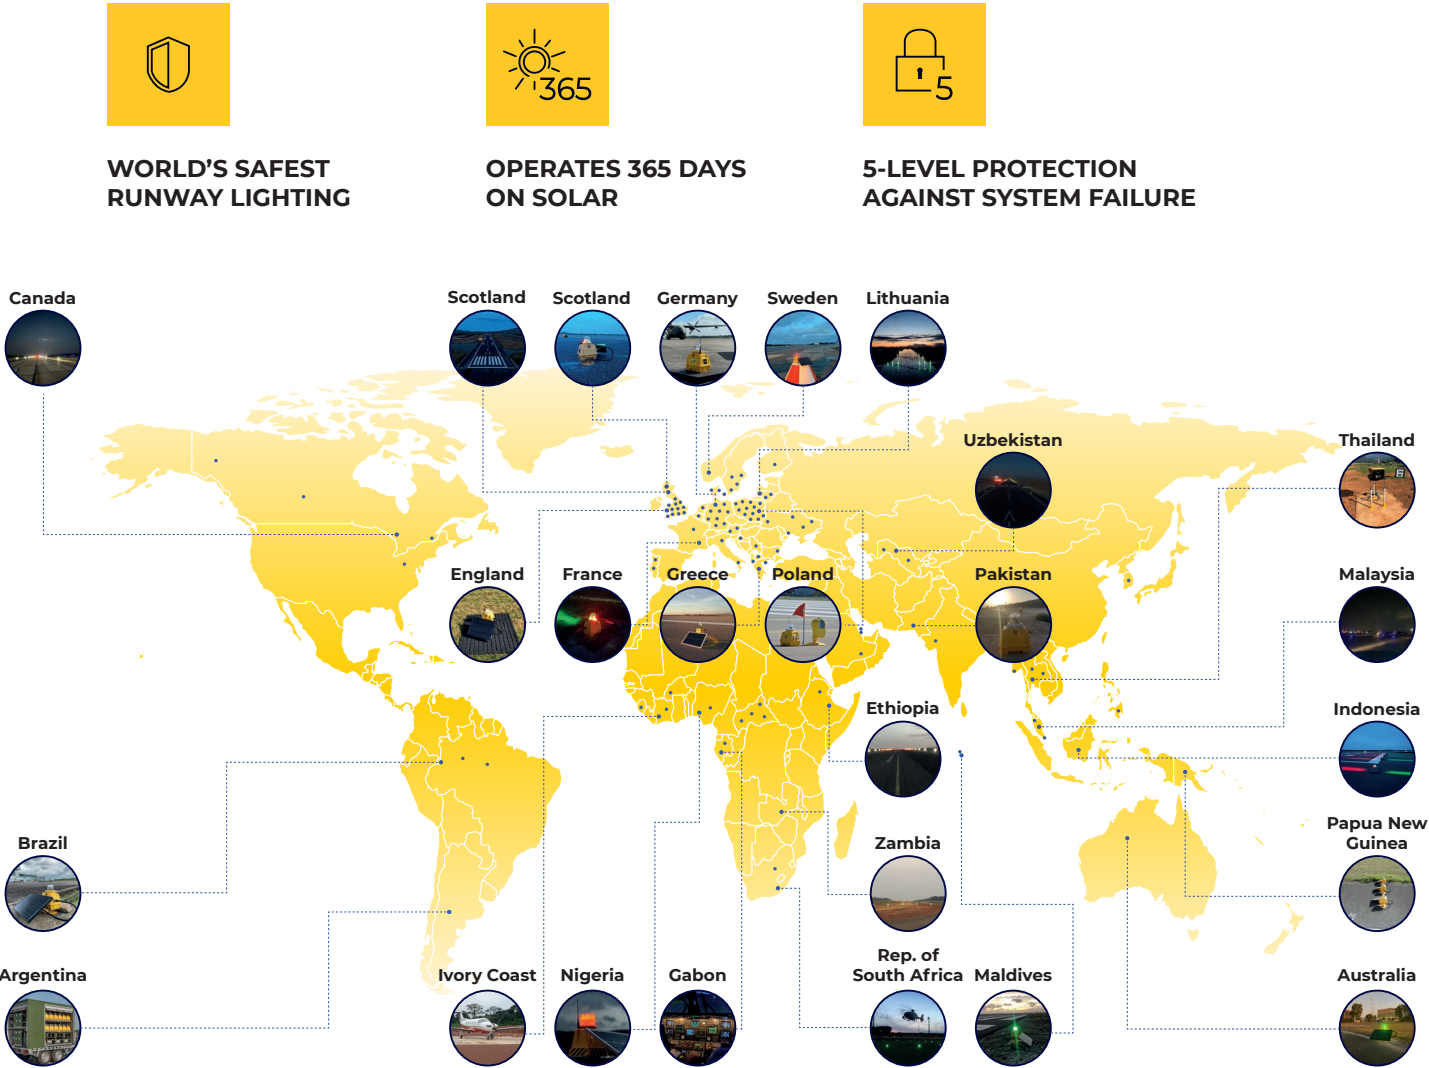 365
5
WORLD'S SAFEST
RUNWAY LIGHTING
OPERATES 365 DAYS
ON SOLAR
5-LEVEL PROTECTION
AGAINST SYSTEM FAILURE
Canada
Scotland
Scotland
Germany
Sweden
Lithuania
Uzbekistan
Thailand
England
France
Greece
Poland
Pakistan
Malaysia
Ethiopia
Indonesia
Brazil
Zambia
Papua New
Guinea
Argentina
Ivory Coast
Nigeria
Gabon
Rep. of
South Africa
Maldives
Australia